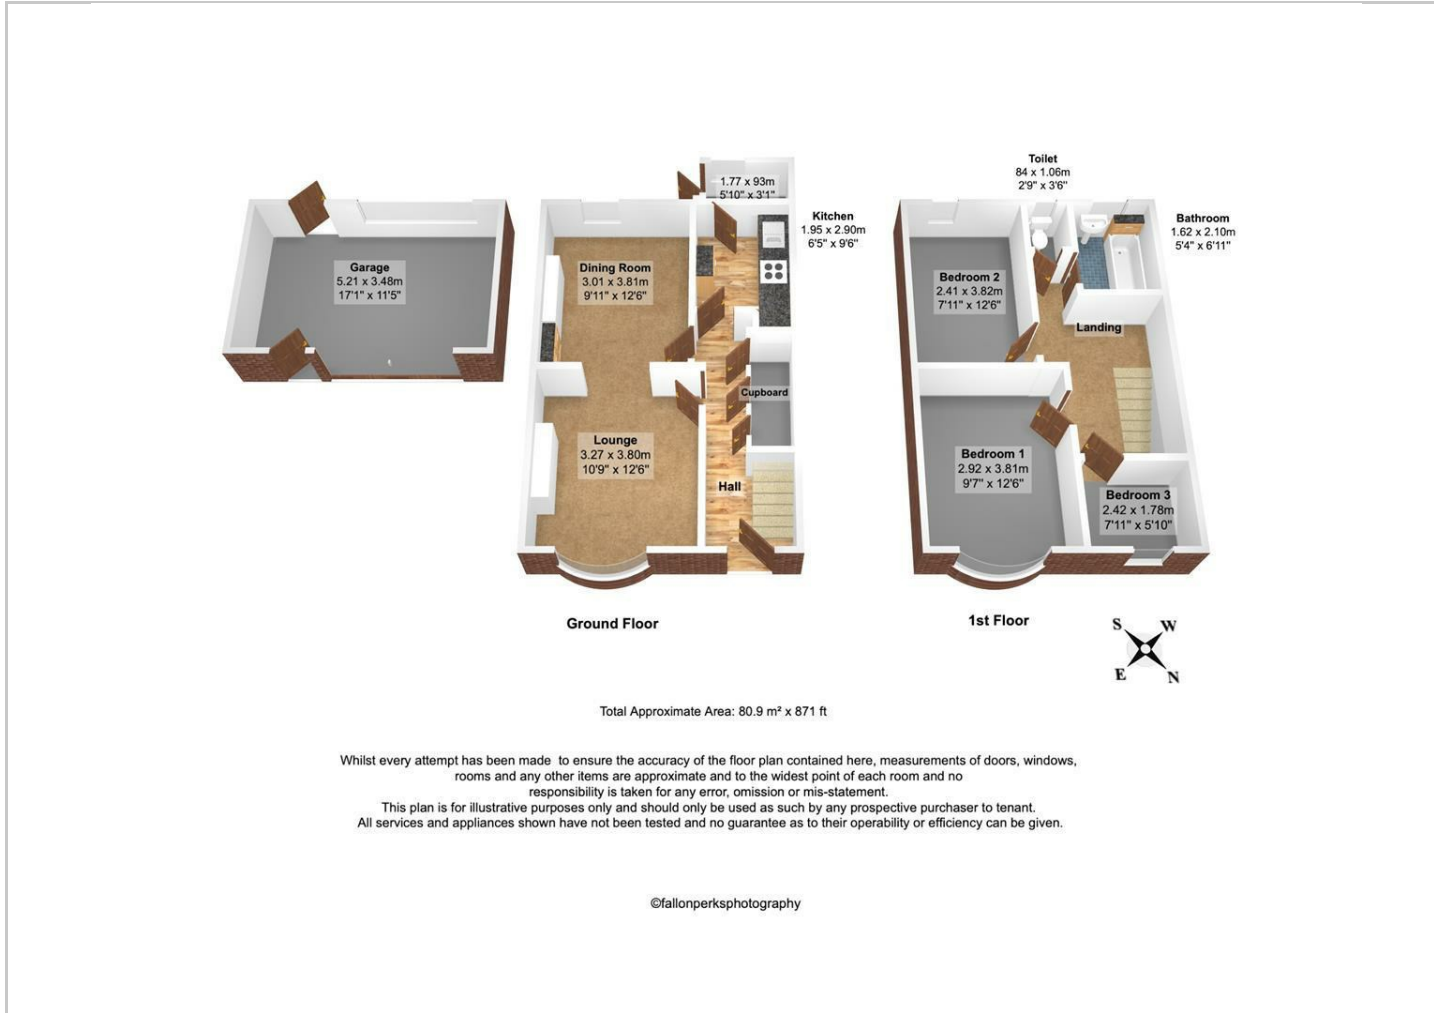 Toilet
84 x 1.06m
2'9" x 3'6"
1.77 x 93m
5'10" x 3'1"
Kitchen
1.95 x 2.90m
6'5" x 9'6"
Bathroom
1.62 x 2.10m
5'4" x 6'11"
Garage
5.21 x 3.48m
17'1" x 11'5"
Dining Room
3.01 x 3.81m
9'11" x 12'6"
Bedroom 2
2.41 x 3.82m
7'11" x 12'6"
Landing
Cupboard
Lounge
3.27 x 3.80m
10'9" x 12'6"
Hall
Bedroom 1
2.92 x 3.81m
9'7" x 12'6"
Bedroom 3
2.42 x 1.78m
7'11" x 5'10"
Ground Floor
1st Floor
S W
E N
Total Approximate Area: 80.9 m² x 871 ft
Whilst every attempt has been made to ensure the accuracy of the floor plan contained here, measurements of doors, windows,
rooms and any other items are approximate and to the widest point of each room and no
responsibility is taken for any error, omission or mis-statement.
This plan is for illustrative purposes only and should only be used as such by any prospective purchaser to tenant.
All services and appliances shown have not been tested and no guarantee as to their operability or efficiency can be given.
©fallonperksphotography